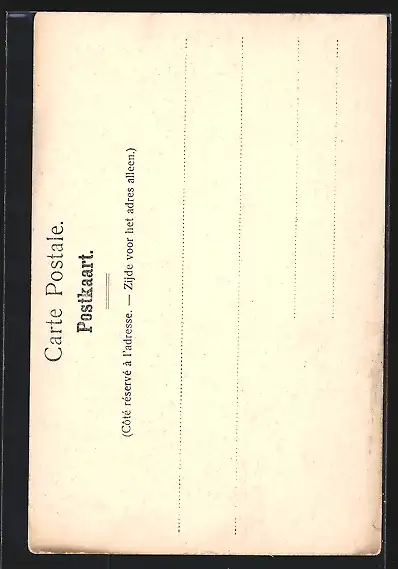 Carte Postale.
Postkaart.
(Côté réservé à l'adresse. — Zijde voor het adres alleen.)